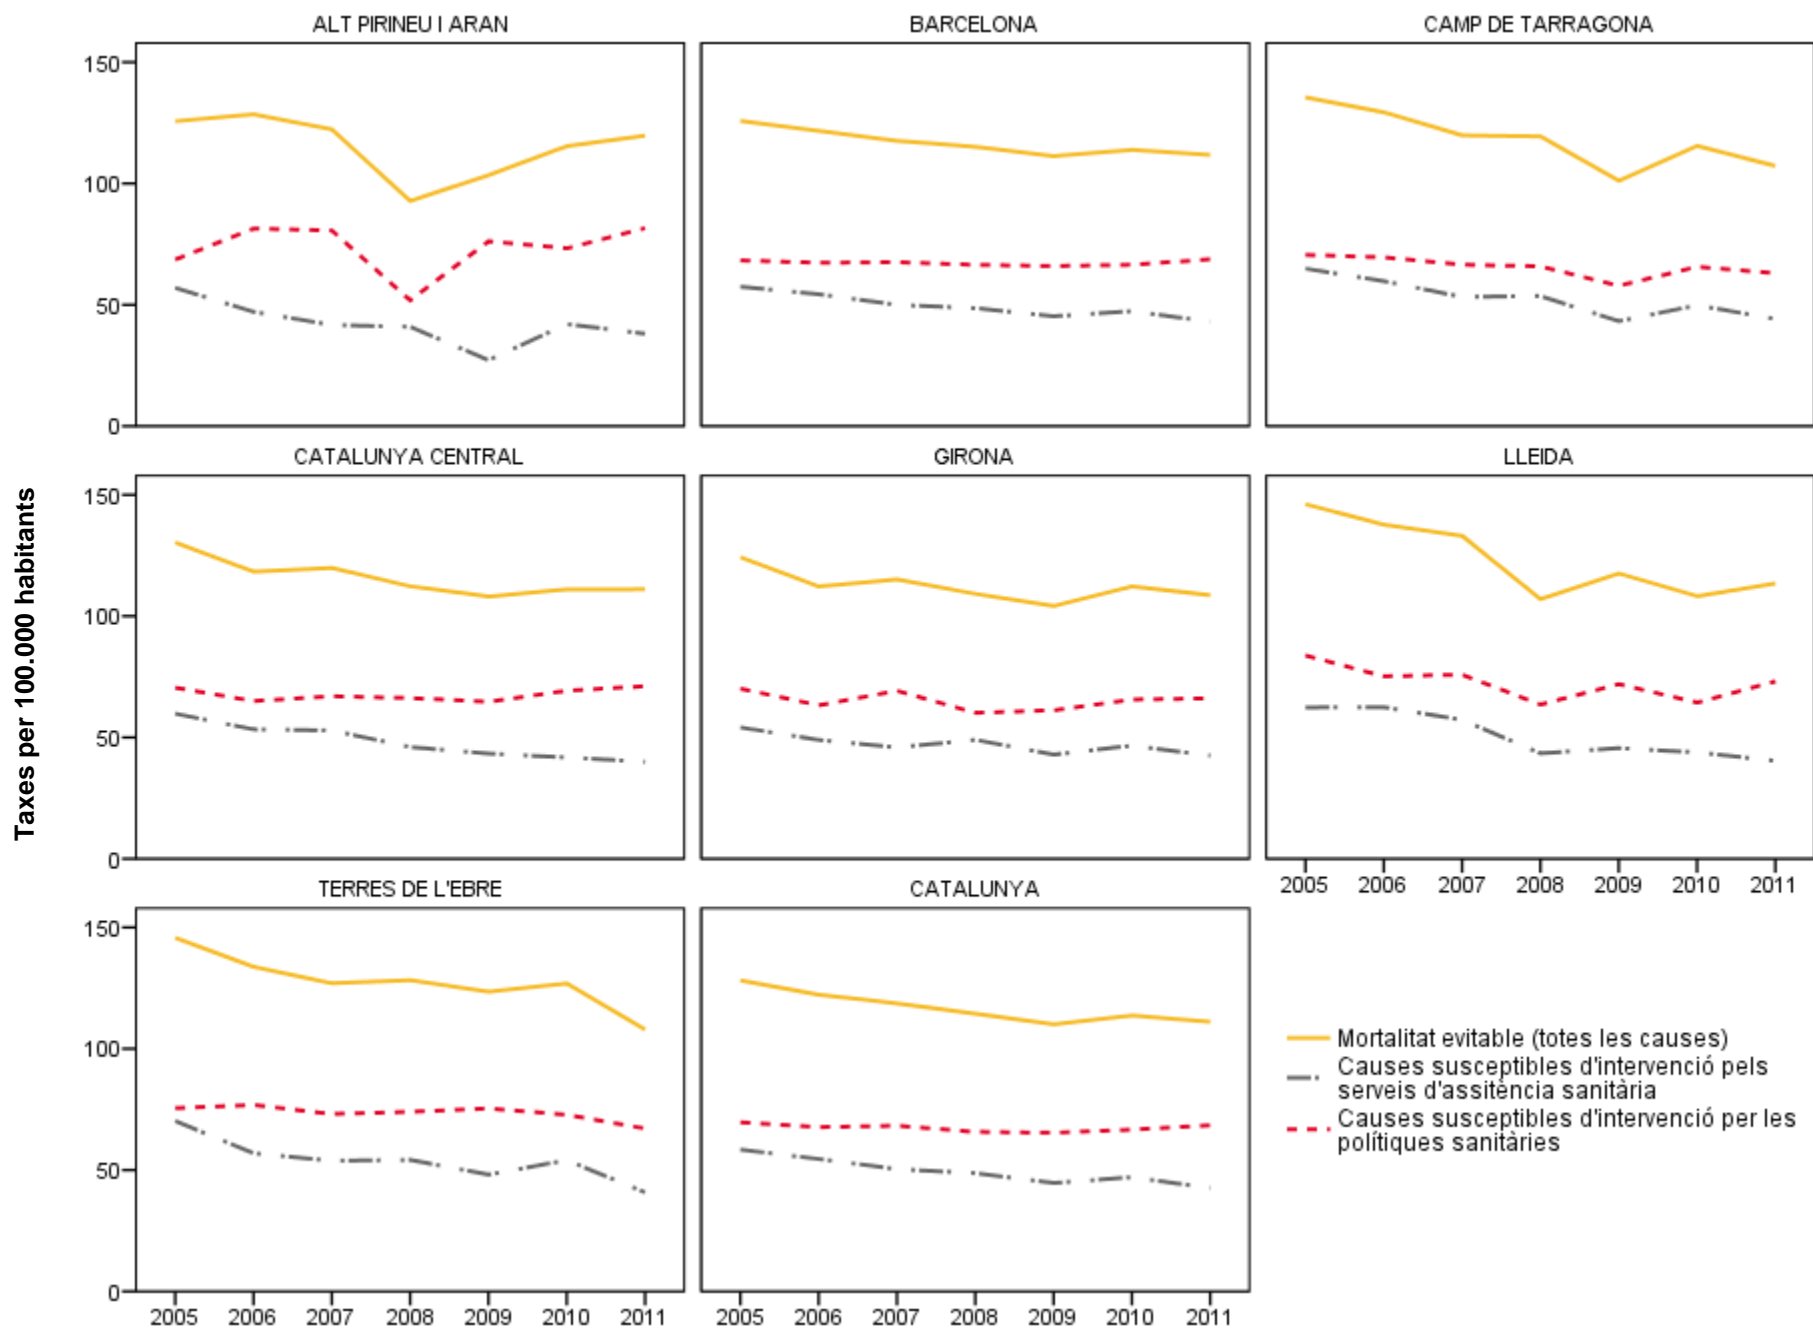 ALT PIRINEU I ARAN
BARCELONA
CAMP DE TARRAGONA
150
100
50
0
CATALUNYA CENTRAL
GIRONA
LLEIDA
Taxes per 100.000 habitants
150
100
50
0
2005 2006 2007 2008 2009 2010 2011
TERRES DE L'EBRE
CATALUNYA
150
100
50
0
2005 2006 2007 2008 2009 2010 2011
2005 2006 2007 2008 2009 2010 2011
Mortalitat evitable (totes les causes)
Causes susceptibles d'intervenció pels
serveis d'assitència sanitària
Causes susceptibles d'intervenció per les
polítiques sanitàries